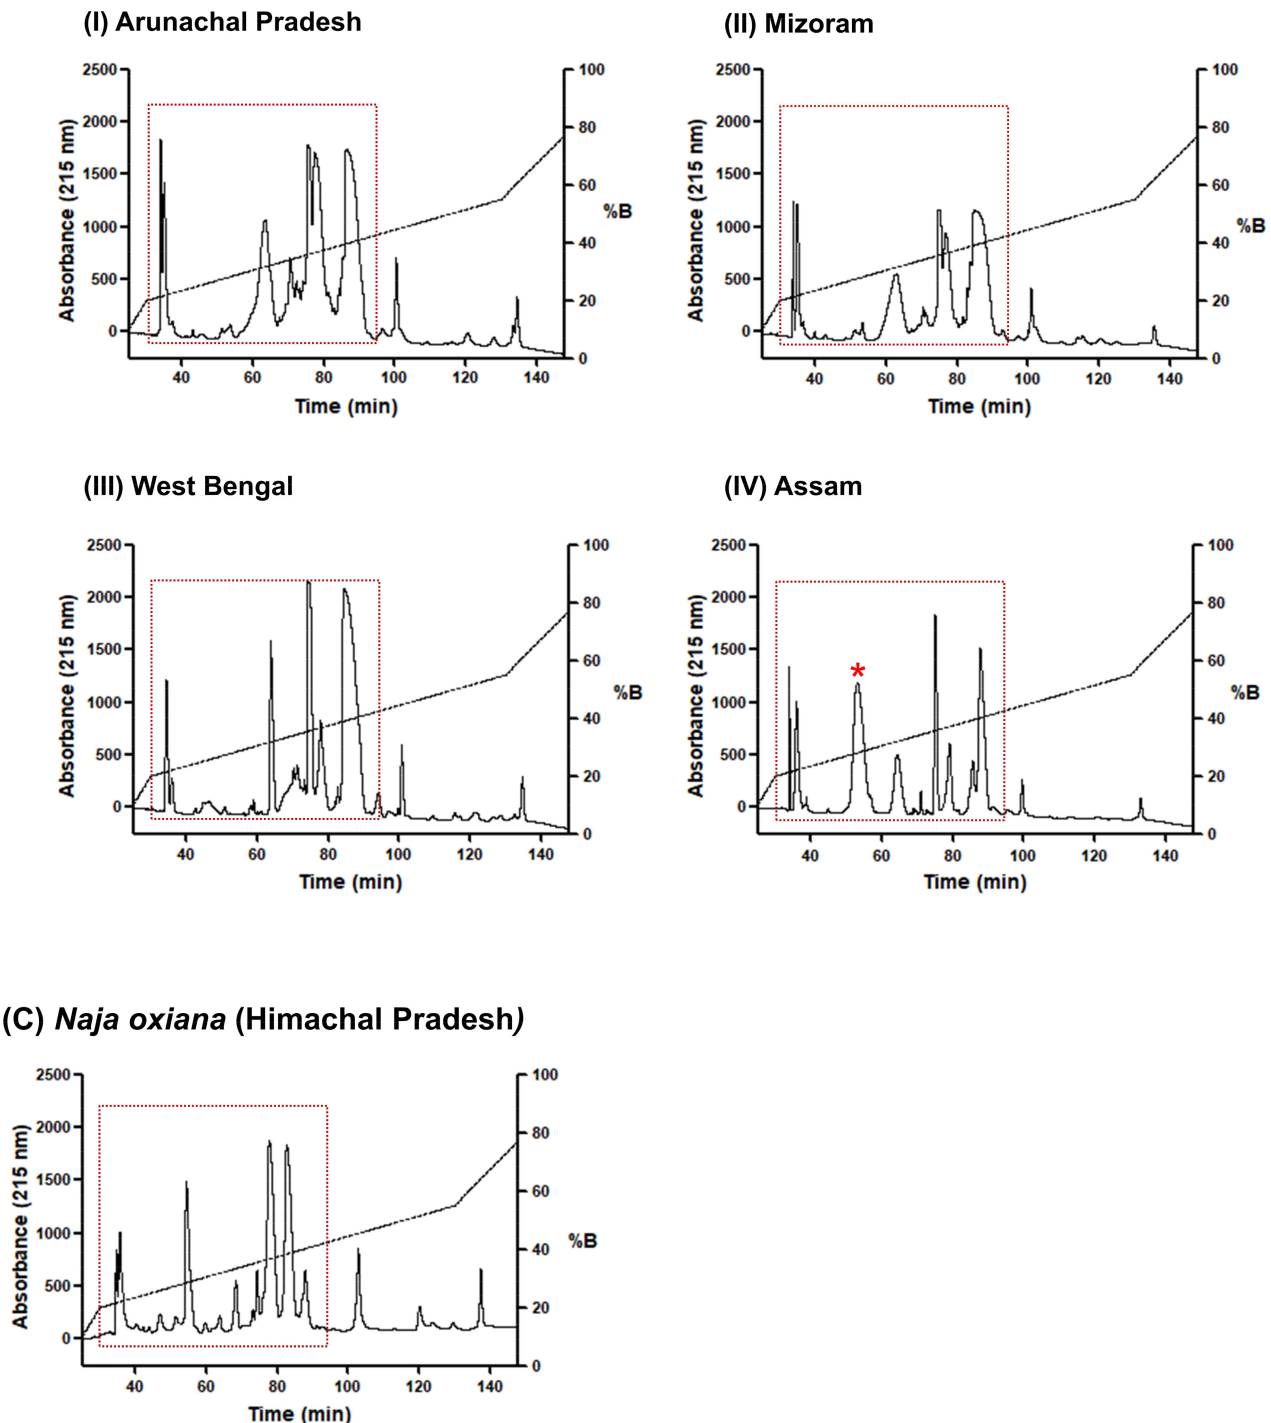 (I) Arunachal Pradesh
2500
2000
1500
1000
500
0
Absorbance (215 nm)
100
80
60
40
20
0
%B
40 60 80 100 120 140
Time (min)
(II) Mizoram
2500
2000
1500
1000
500
0
Absorbance (215 nm)
100
80
60
40
20
0
%B
40 60 80 100 120 140
Time (min)
(III) West Bengal
2500
2000
1500
1000
500
0
Absorbance (215 nm)
100
80
60
40
20
0
%B
40 60 80 100 120 140
Time (min)
(IV) Assam
2500
2000
1500
1000
500
0
Absorbance (215 nm)
*
100
80
60
40
20
0
%B
40 60 80 100 120 140
Time (min)
(C) Naja oxiana (Himachal Pradesh)
2500
2000
1500
1000
500
0
Absorbance (215 nm)
100
80
60
40
20
0
%B
40 60 80 100 120 140
Time (min)